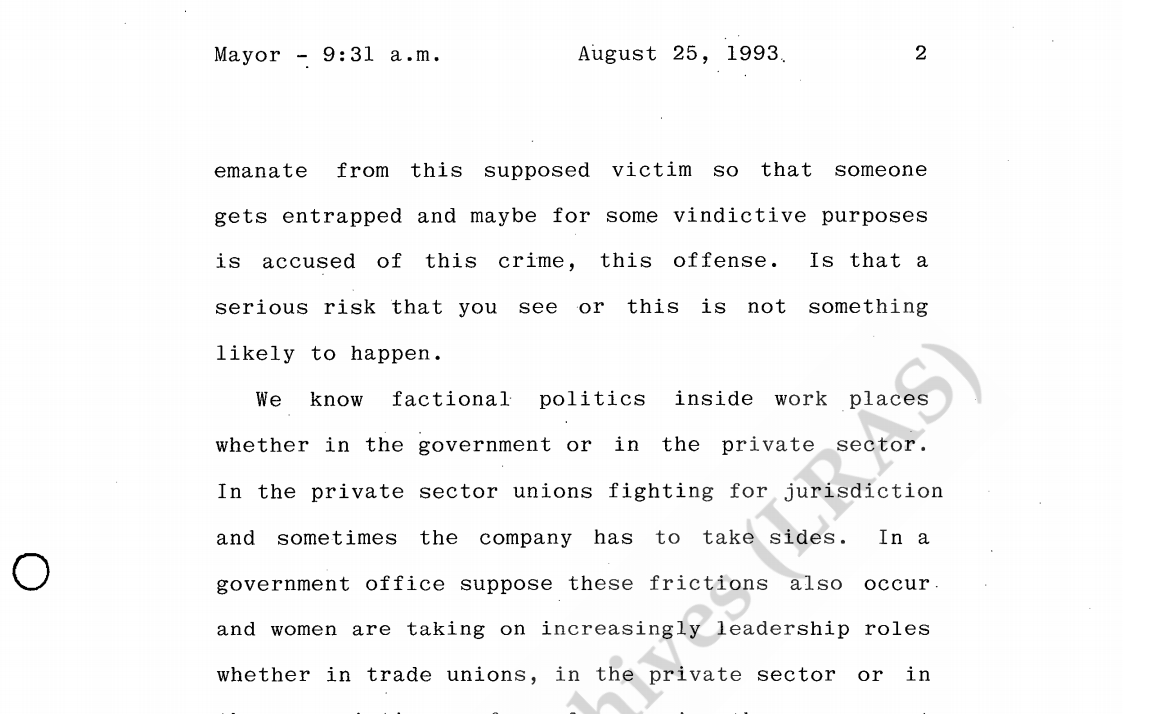 Mayor - 9:31 a.m. August 25, 1993. 2
emanate from this supposed victim so that someone
gets entrapped and maybe for some vindictive purposes
is accused of this crime, this offense. Is that a
serious risk that you see or this is not something
likely to happen.
We know factional politics inside work places
whether in the government or in the private sector.
In the private sector unions fighting for jurisdiction
and sometimes the company has to take sides. In a
government office suppose these frictions also occur
and women are taking on increasingly leadership roles
whether in trade unions, in the private sector or in
hives (LRAS)